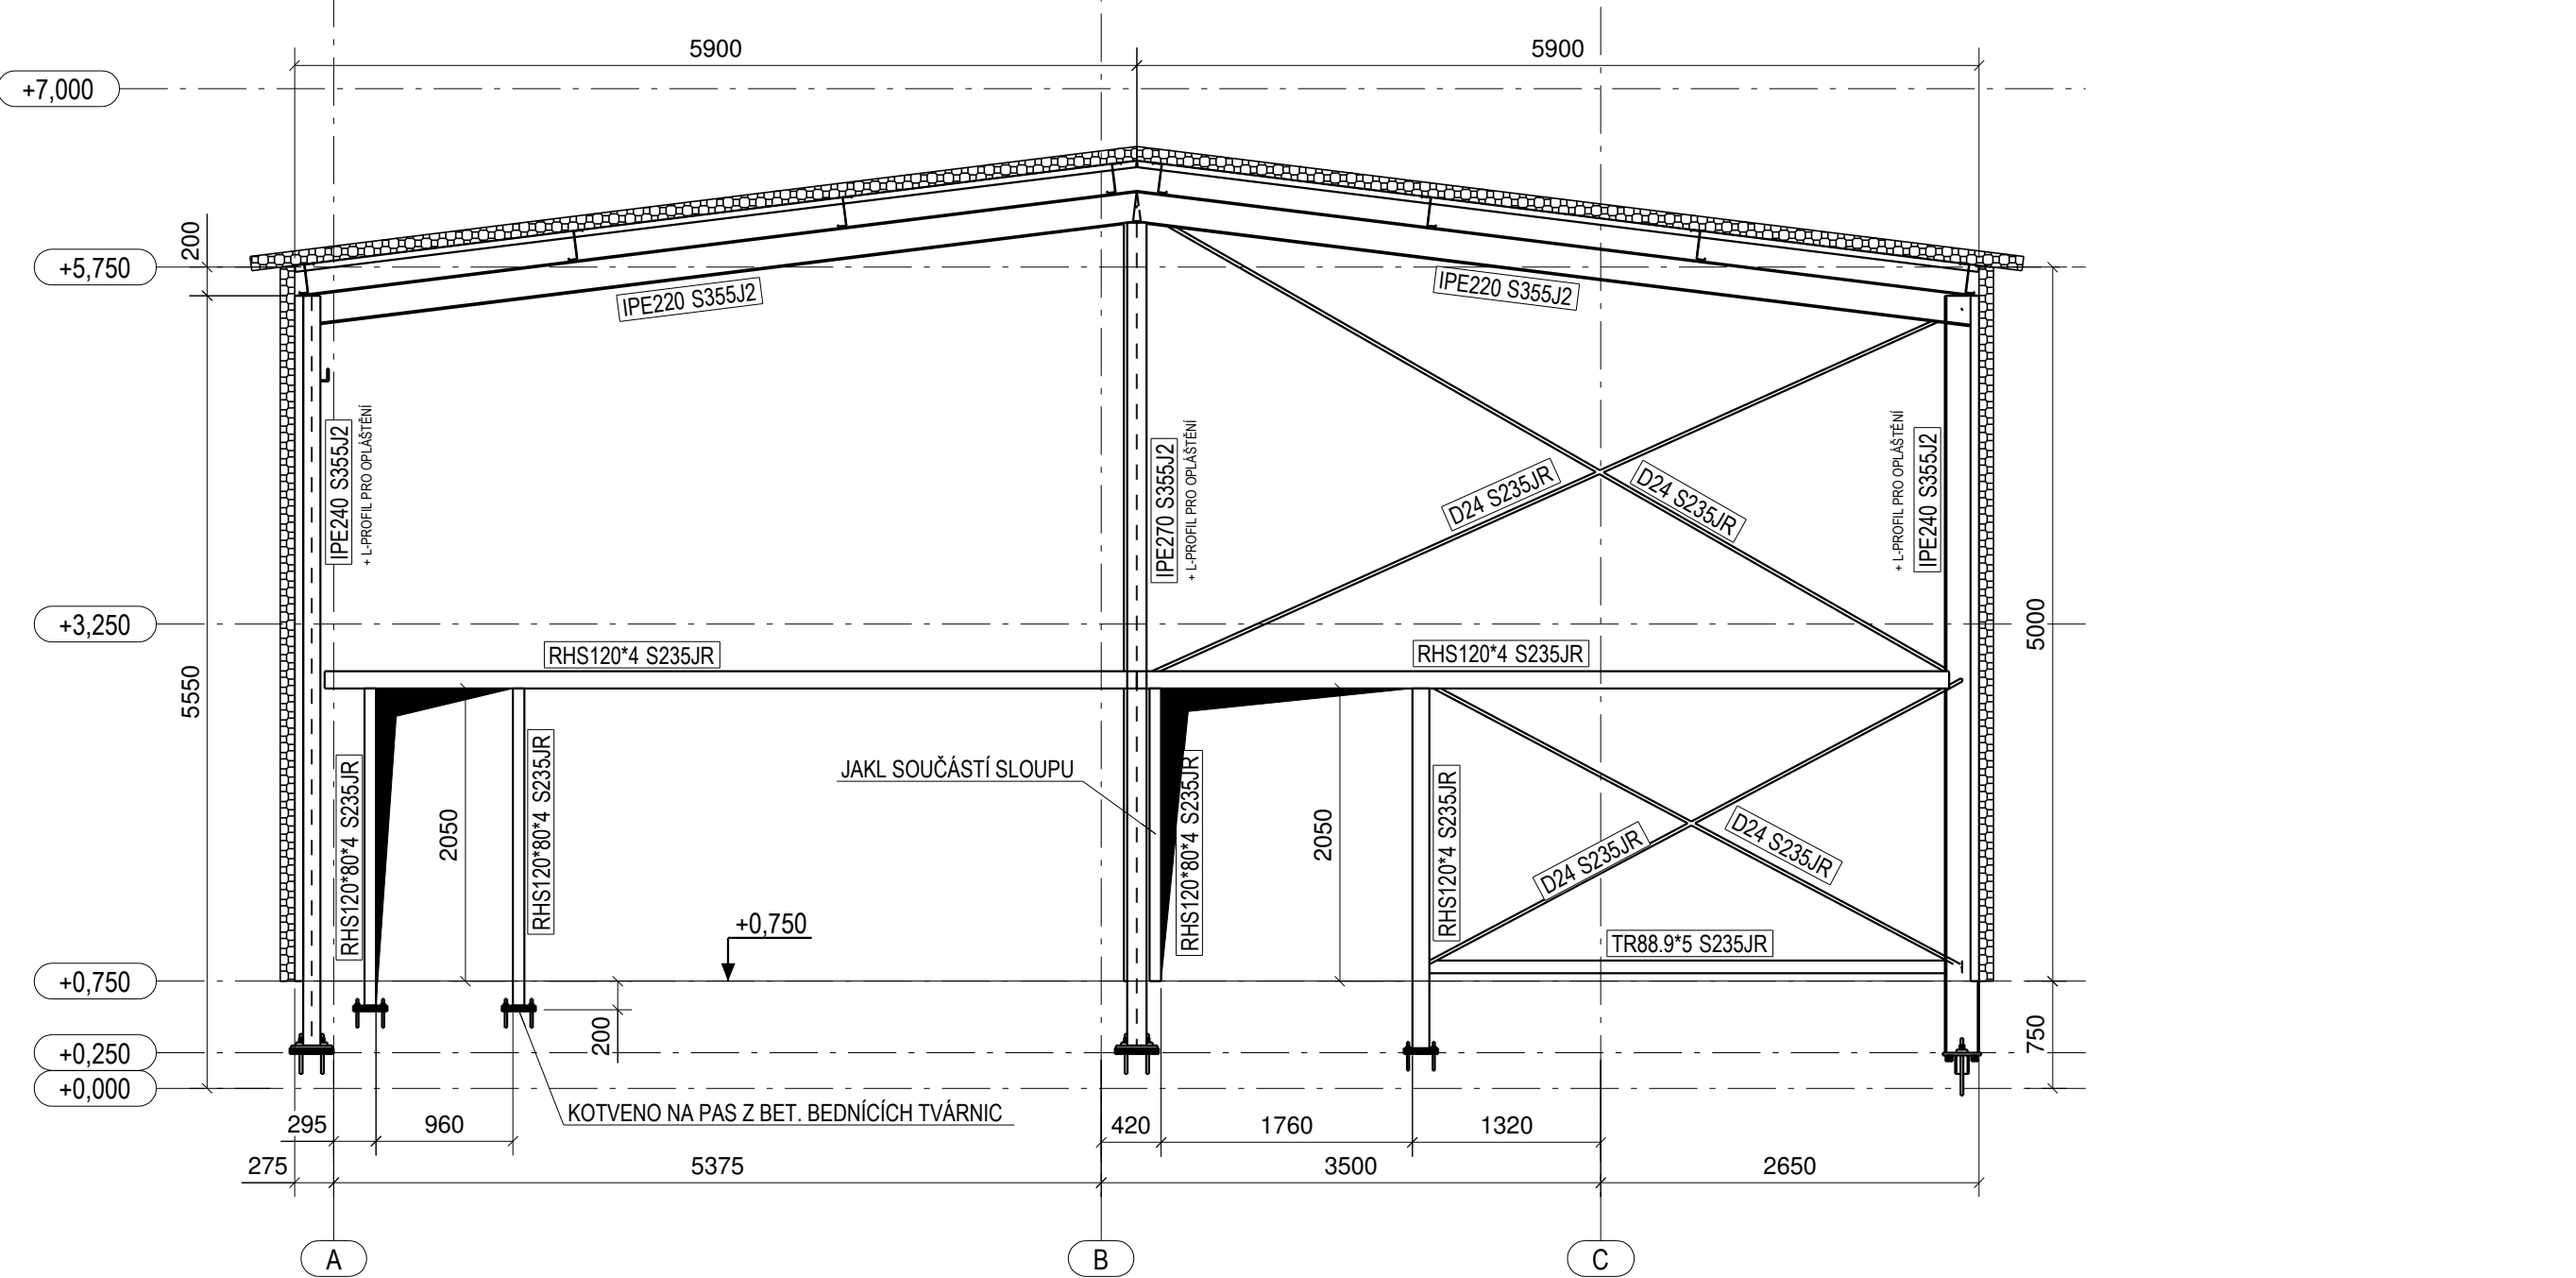 5900
5900
+7,000
200
+5,750
IPE220 S355J2
IPE220 S355J2
IPE240 S355J2
+ L-PROFIL PRO OPLÁŠTĚNÍ
IPE270 S355J2
+ L-PROFIL PRO OPLÁŠTĚNÍ
D24 S235JR
D24 S235JR
+ L-PROFIL PRO OPLÁŠTĚNÍ
IPE240 S355J2
+3,250
5000
RHS120*4 S235JR
RHS120*4 S235JR
5550
RHS120*80*4 S235JR
2050
RHS120*80*4 S235JR
JAKL SOUČÁSTÍ SLOUPU
RHS120*80*4 S235JR
2050
RHS120*4 S235JR
D24 S235JR
D24 S235JR
+0,750
TR88.9*5 S235JR
+0,750
200
750
+0,250
+0,000
KOTVENO NA PAS Z BET. BEDNÍCÍCH TVÁRNIC
295
960
420
1760
1320
275
5375
3500
2650
A
B
C